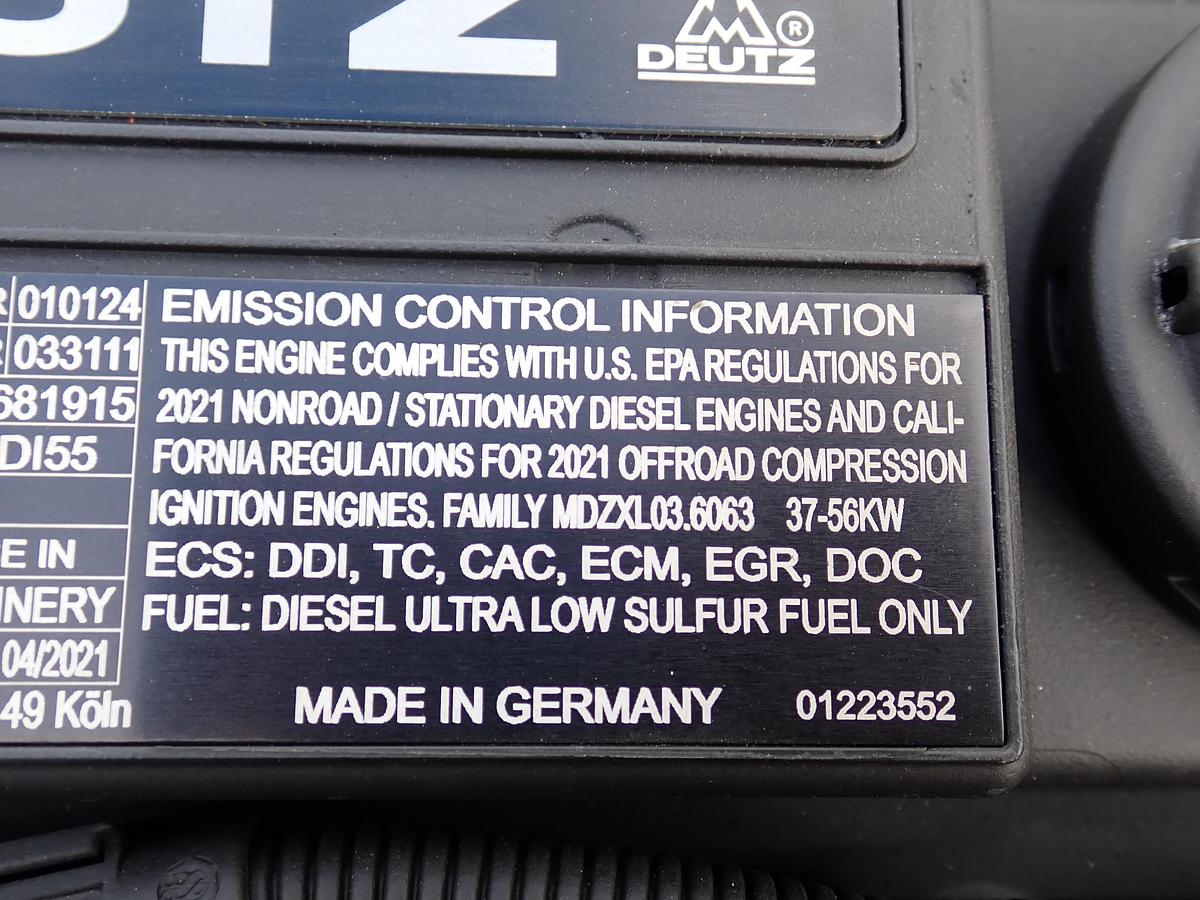 DEUTZ
®
010124
033111
681915
DI55
E IN
INERY
04/2021
49 Köln
EMISSION CONTROL INFORMATION
THIS ENGINE COMPLIES WITH U.S. EPA REGULATIONS FOR
2021 NONROAD / STATIONARY DIESEL ENGINES AND CALI-
FORNIA REGULATIONS FOR 2021 OFFROAD COMPRESSION
IGNITION ENGINES. FAMILY MDZXL03.6063 37-56KW
ECS: DDI, TC, CAC, ECM, EGR, DOC
FUEL: DIESEL ULTRA LOW SULFUR FUEL ONLY
MADE IN GERMANY 01223552